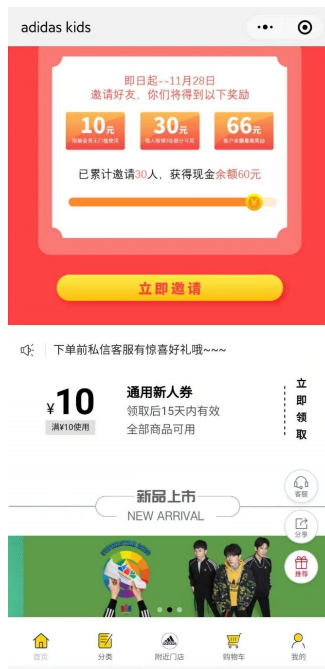 adidas kids
即日起--11月28日
邀请好友，你们将得到以下奖励
10元
30元
66元
已累计邀请30人，获得现金余额60元
立即邀请
下单前私信客服有惊喜好礼哦~~~
¥10
满¥10使用
通用新人券
领取后15天内有效
全部商品可用
立即领取
客服
新品上市
NEW ARRIVAL
分享
推荐
首页
分类
附近门店
购物车
我的